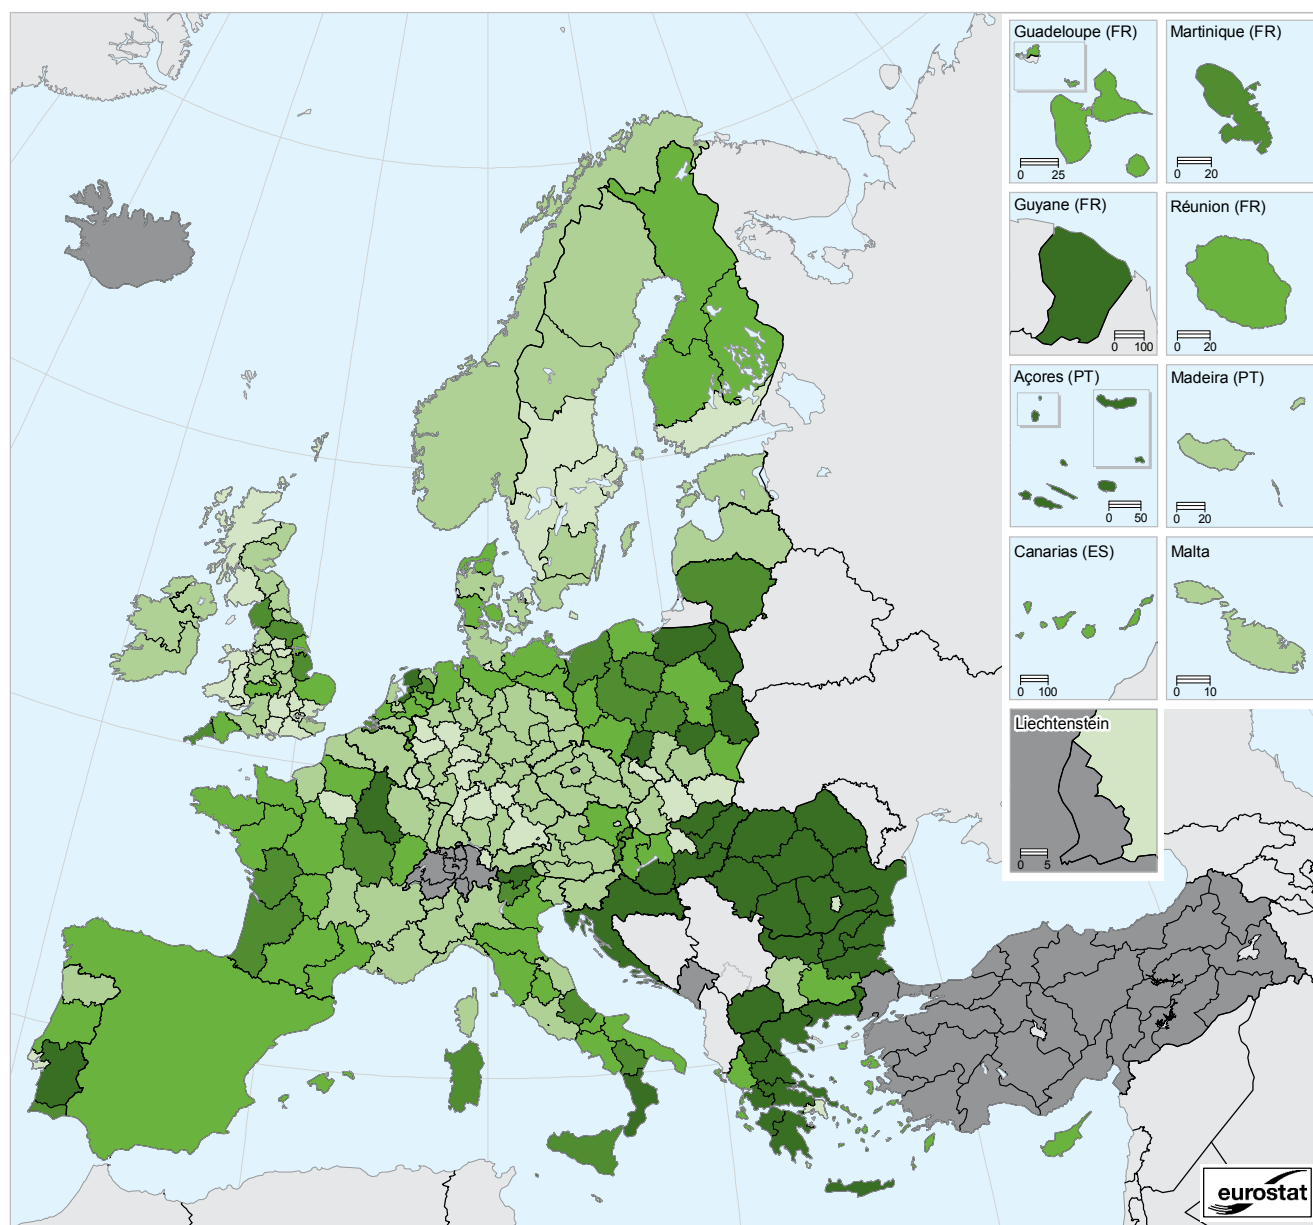 Guadeloupe (FR)
0 25
Martinique (FR)
0 20
Guyane (FR)
0 100
Réunion (FR)
0 20
Açores (PT)
0 50
Madeira (PT)
0 20
Canarias (ES)
0 100
Malta
0 10
Liechtenstein
0 5
eurostat